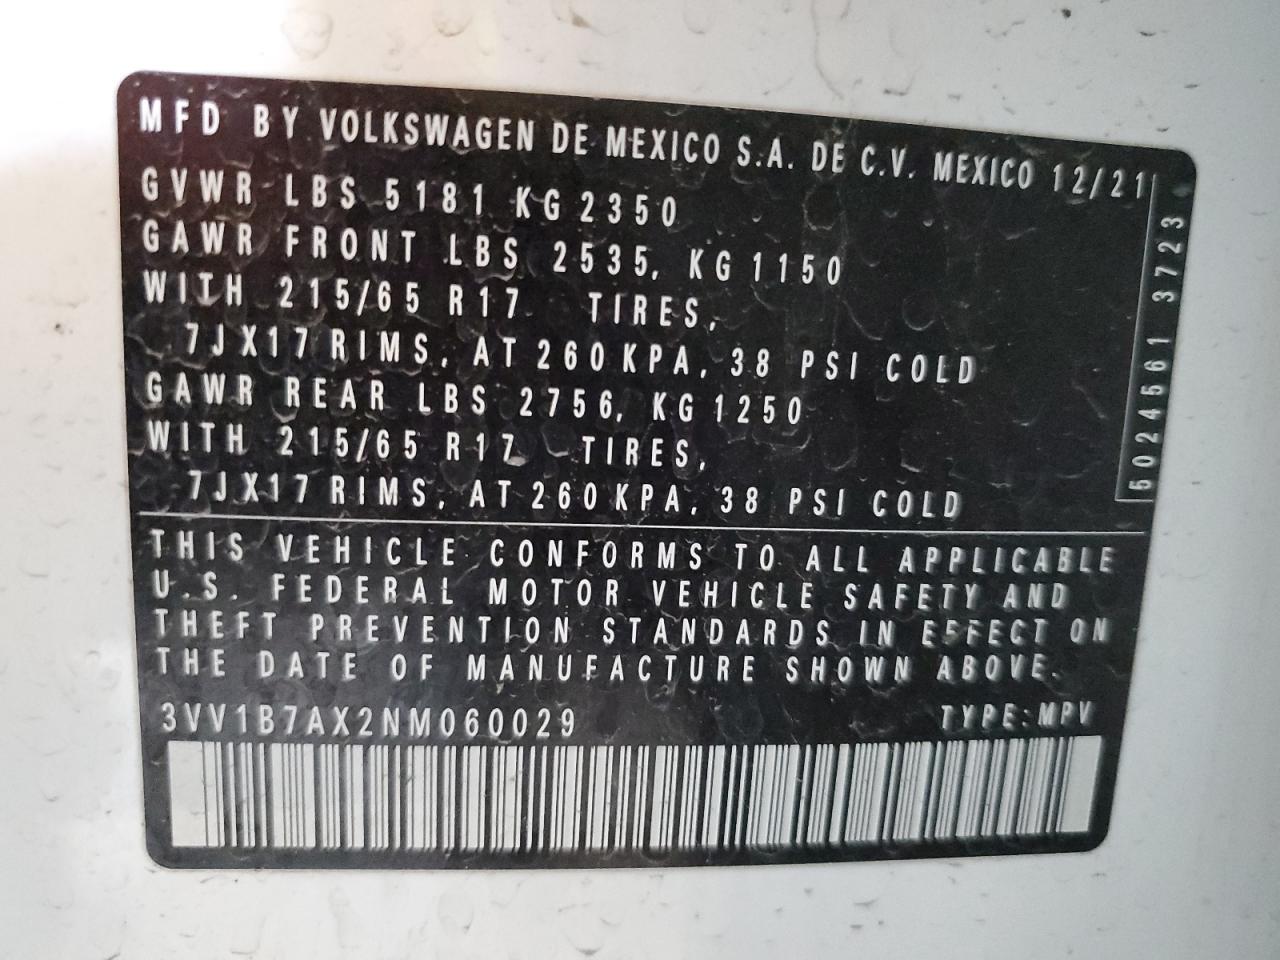 MFD BY VOLKSWAGEN DE MEXICO S.A. DE C.V. MEXICO 12/21
GVWR LBS 5181 KG 2350
GAWR FRONT LBS 2535, KG 1150
WITH 215/65 R17 TIRES,
7JX17 RIMS, AT 260 KPA, 38 PSI COLD
GAWR REAR LBS 2756, KG 1250
WITH 215/65 R17 TIRES,
7JX17 RIMS, AT 260 KPA, 38 PSI COLD
5024561 3723
THIS VEHICLE CONFORMS TO ALL APPLICABLE
U.S. FEDERAL MOTOR VEHICLE SAFETY AND
THEFT PREVENTION STANDARDS IN EFFECT ON
THE DATE OF MANUFACTURE SHOWN ABOVE.
3VV1B7AX2NM060029 TYPE:MPV